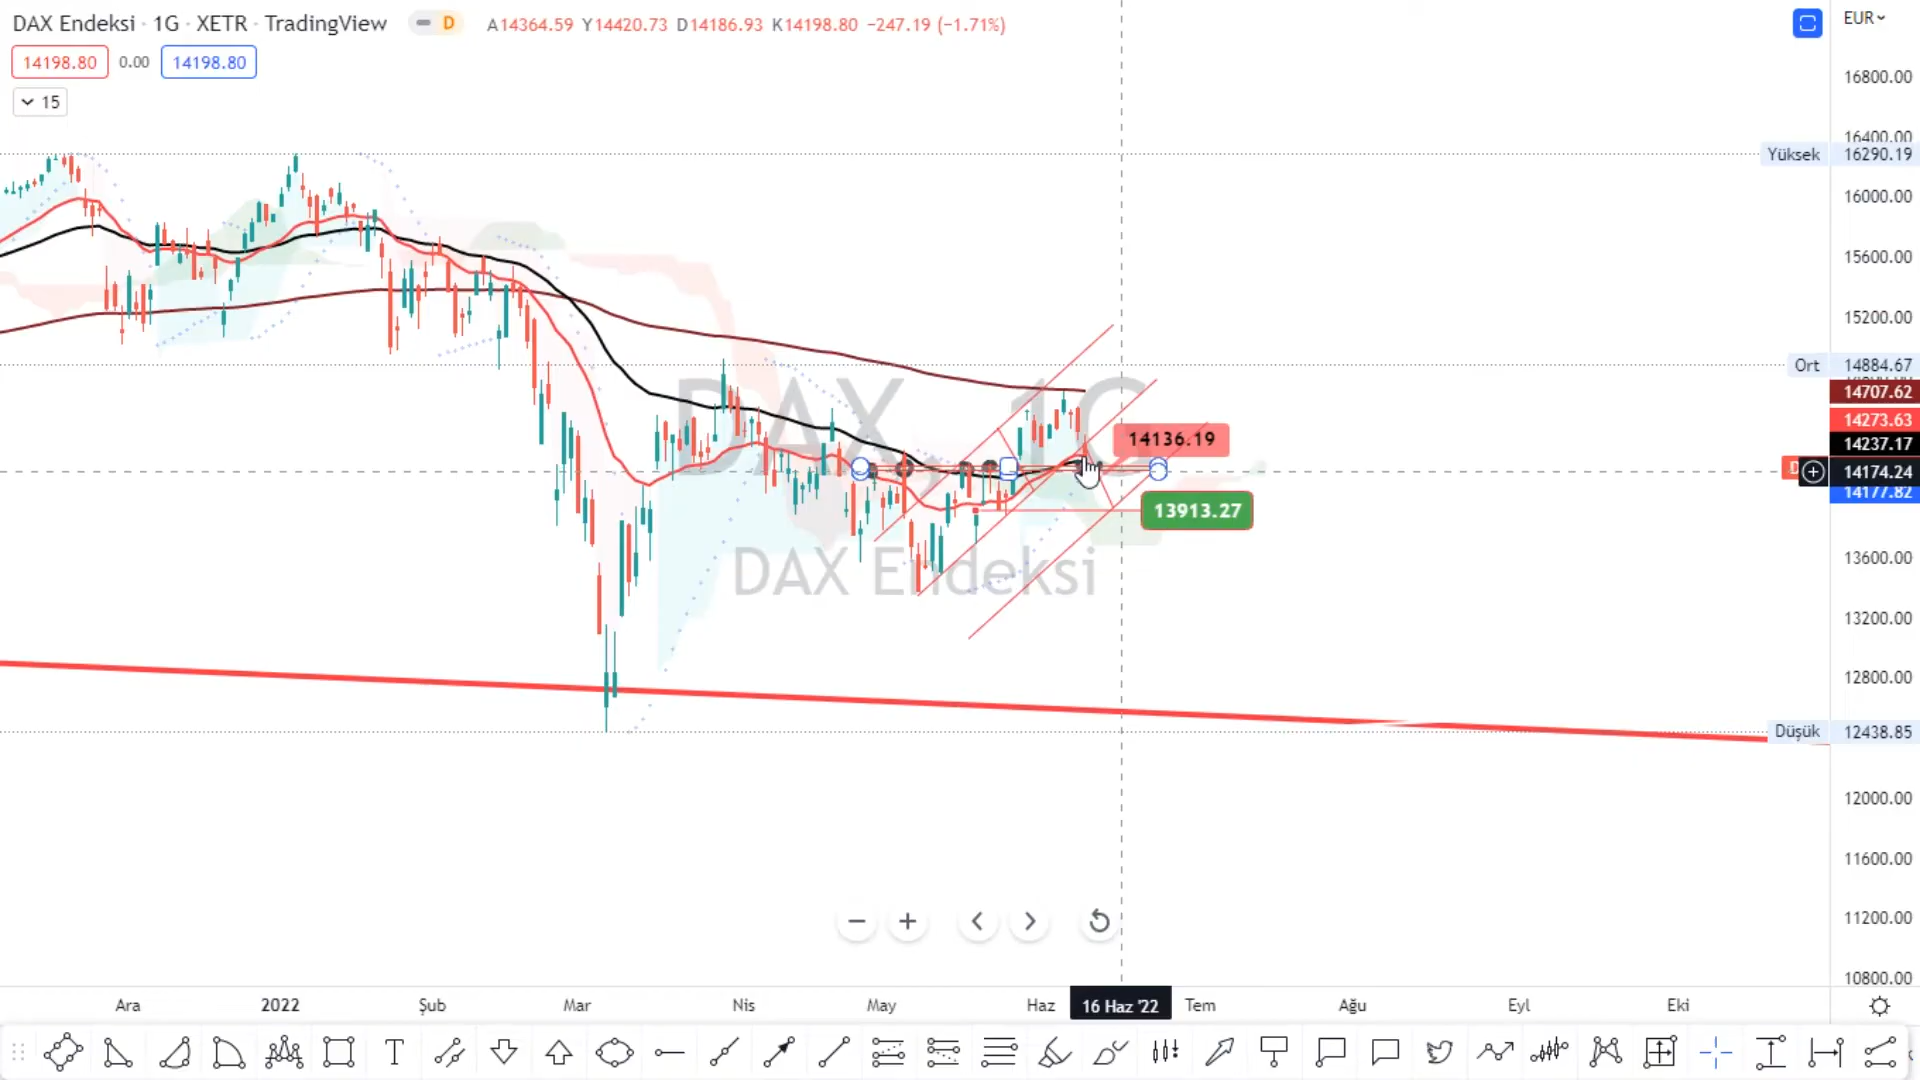 DAX Endeksi · 1G · XETR · TradingView
D
A14364.59 Y14420.73 D14186.93 K14198.80 −247.19 (−1.71%)
EUR
14198.80 0.00 14198.80
15
16800.00
16400.00
Yüksek 16290.19
16000.00
15600.00
15200.00
Ort 14884.67
14707.62
14273.63
14237.17
14174.24
14177.82
DAX, 1G
DAX Endeksi
14136.19
13913.27
13600.00
13200.00
12800.00
Düşük 12438.85
12000.00
11600.00
11200.00
10800.00
Ara 2022 Şub Mar Nis May Haz 16 Haz '22 Tem Ağu Eyl Eki
T